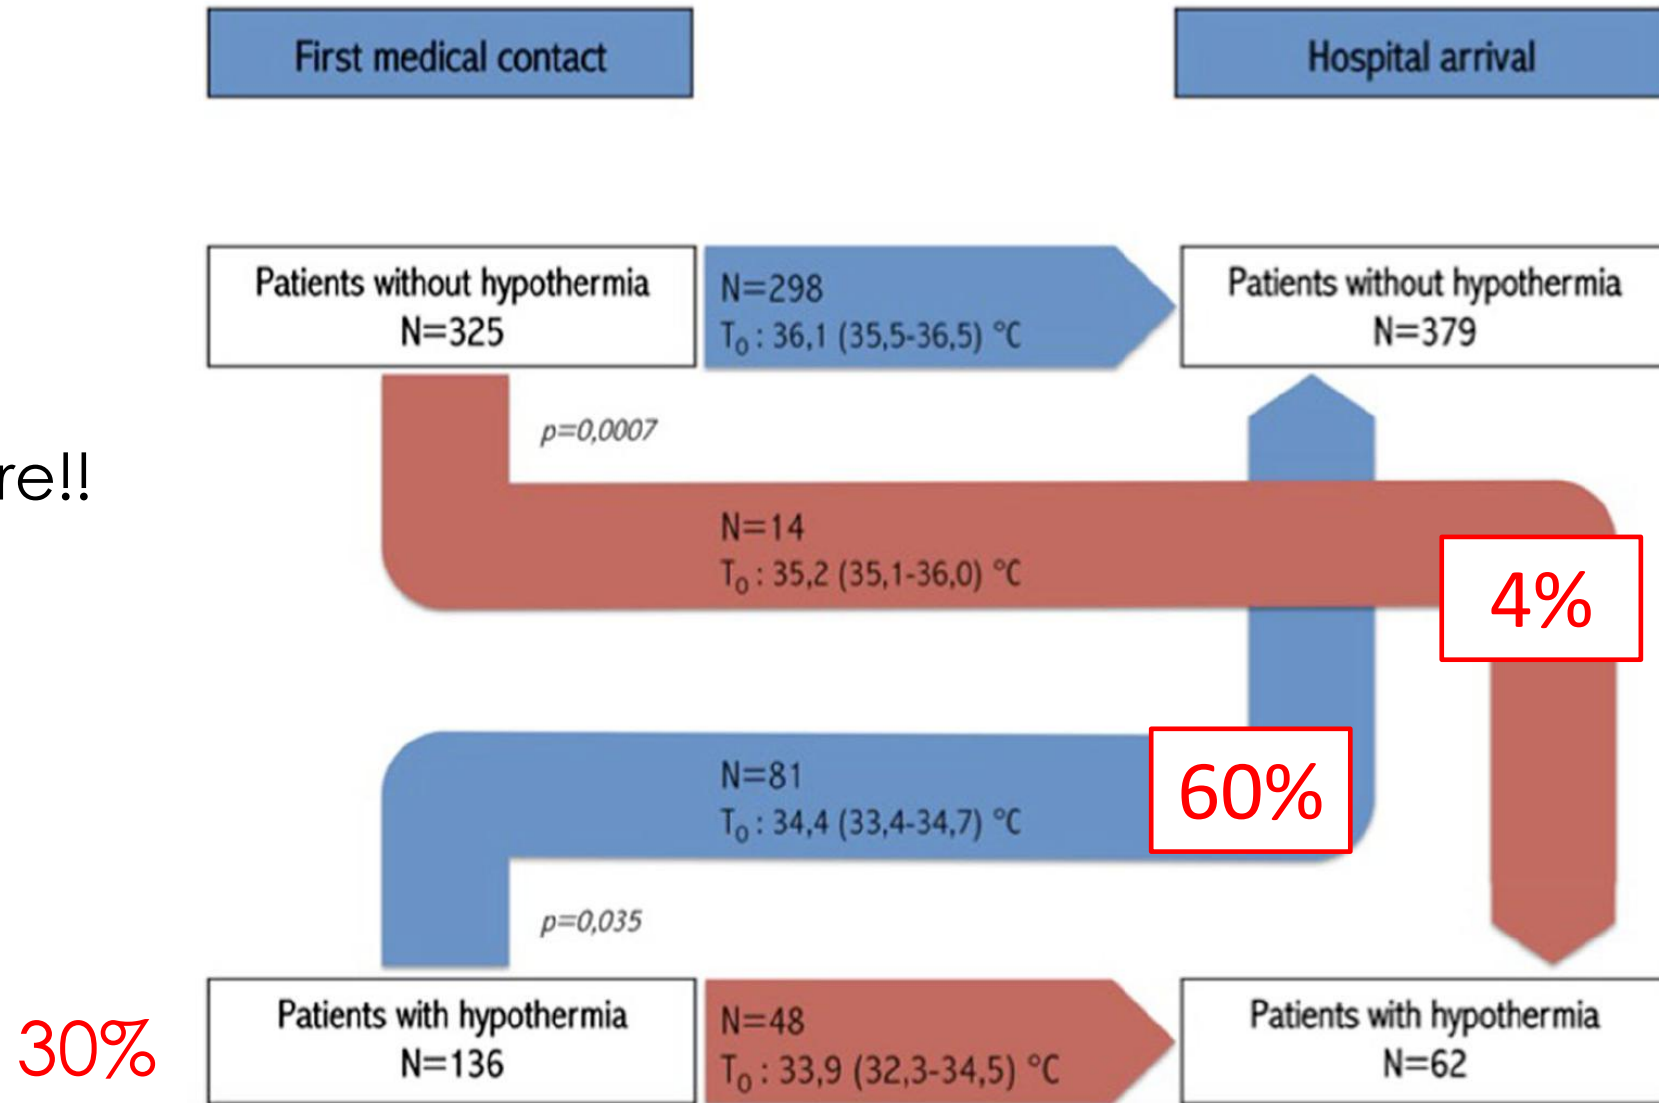 First medical contact
Hospital arrival
Patients without hypothermia
N=325
N=298
T₀ : 36,1 (35,5-36,5) °C
Patients without hypothermia
N=379
p=0,0007
re!!
N=14
T₀ : 35,2 (35,1-36,0) °C
4%
N=81
T₀ : 34,4 (33,4-34,7) °C
60%
p=0,035
30%
Patients with hypothermia
N=136
N=48
T₀ : 33,9 (32,3-34,5) °C
Patients with hypothermia
N=62